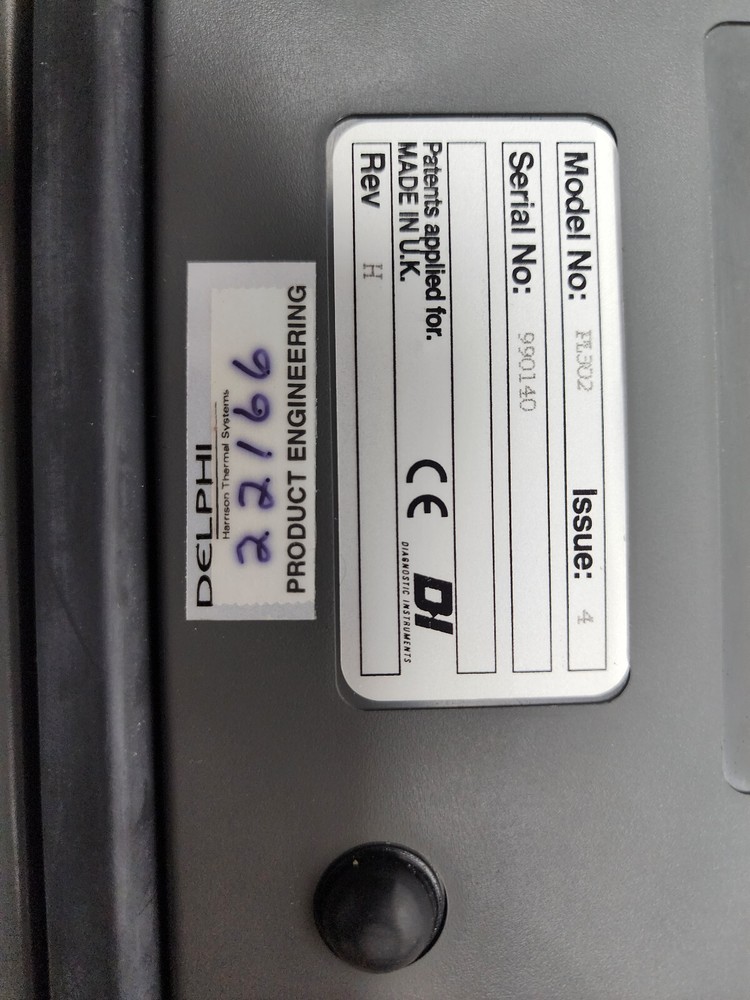 Model No: PL302 Issue: 4
Serial No: 990140
Patents applied for.
MADE IN U.K.
CE
DI
DIAGNOSTIC INSTRUMENTS
Rev H
DELPHI
Harrison Thermal Systems
22166
PRODUCT ENGINEERING